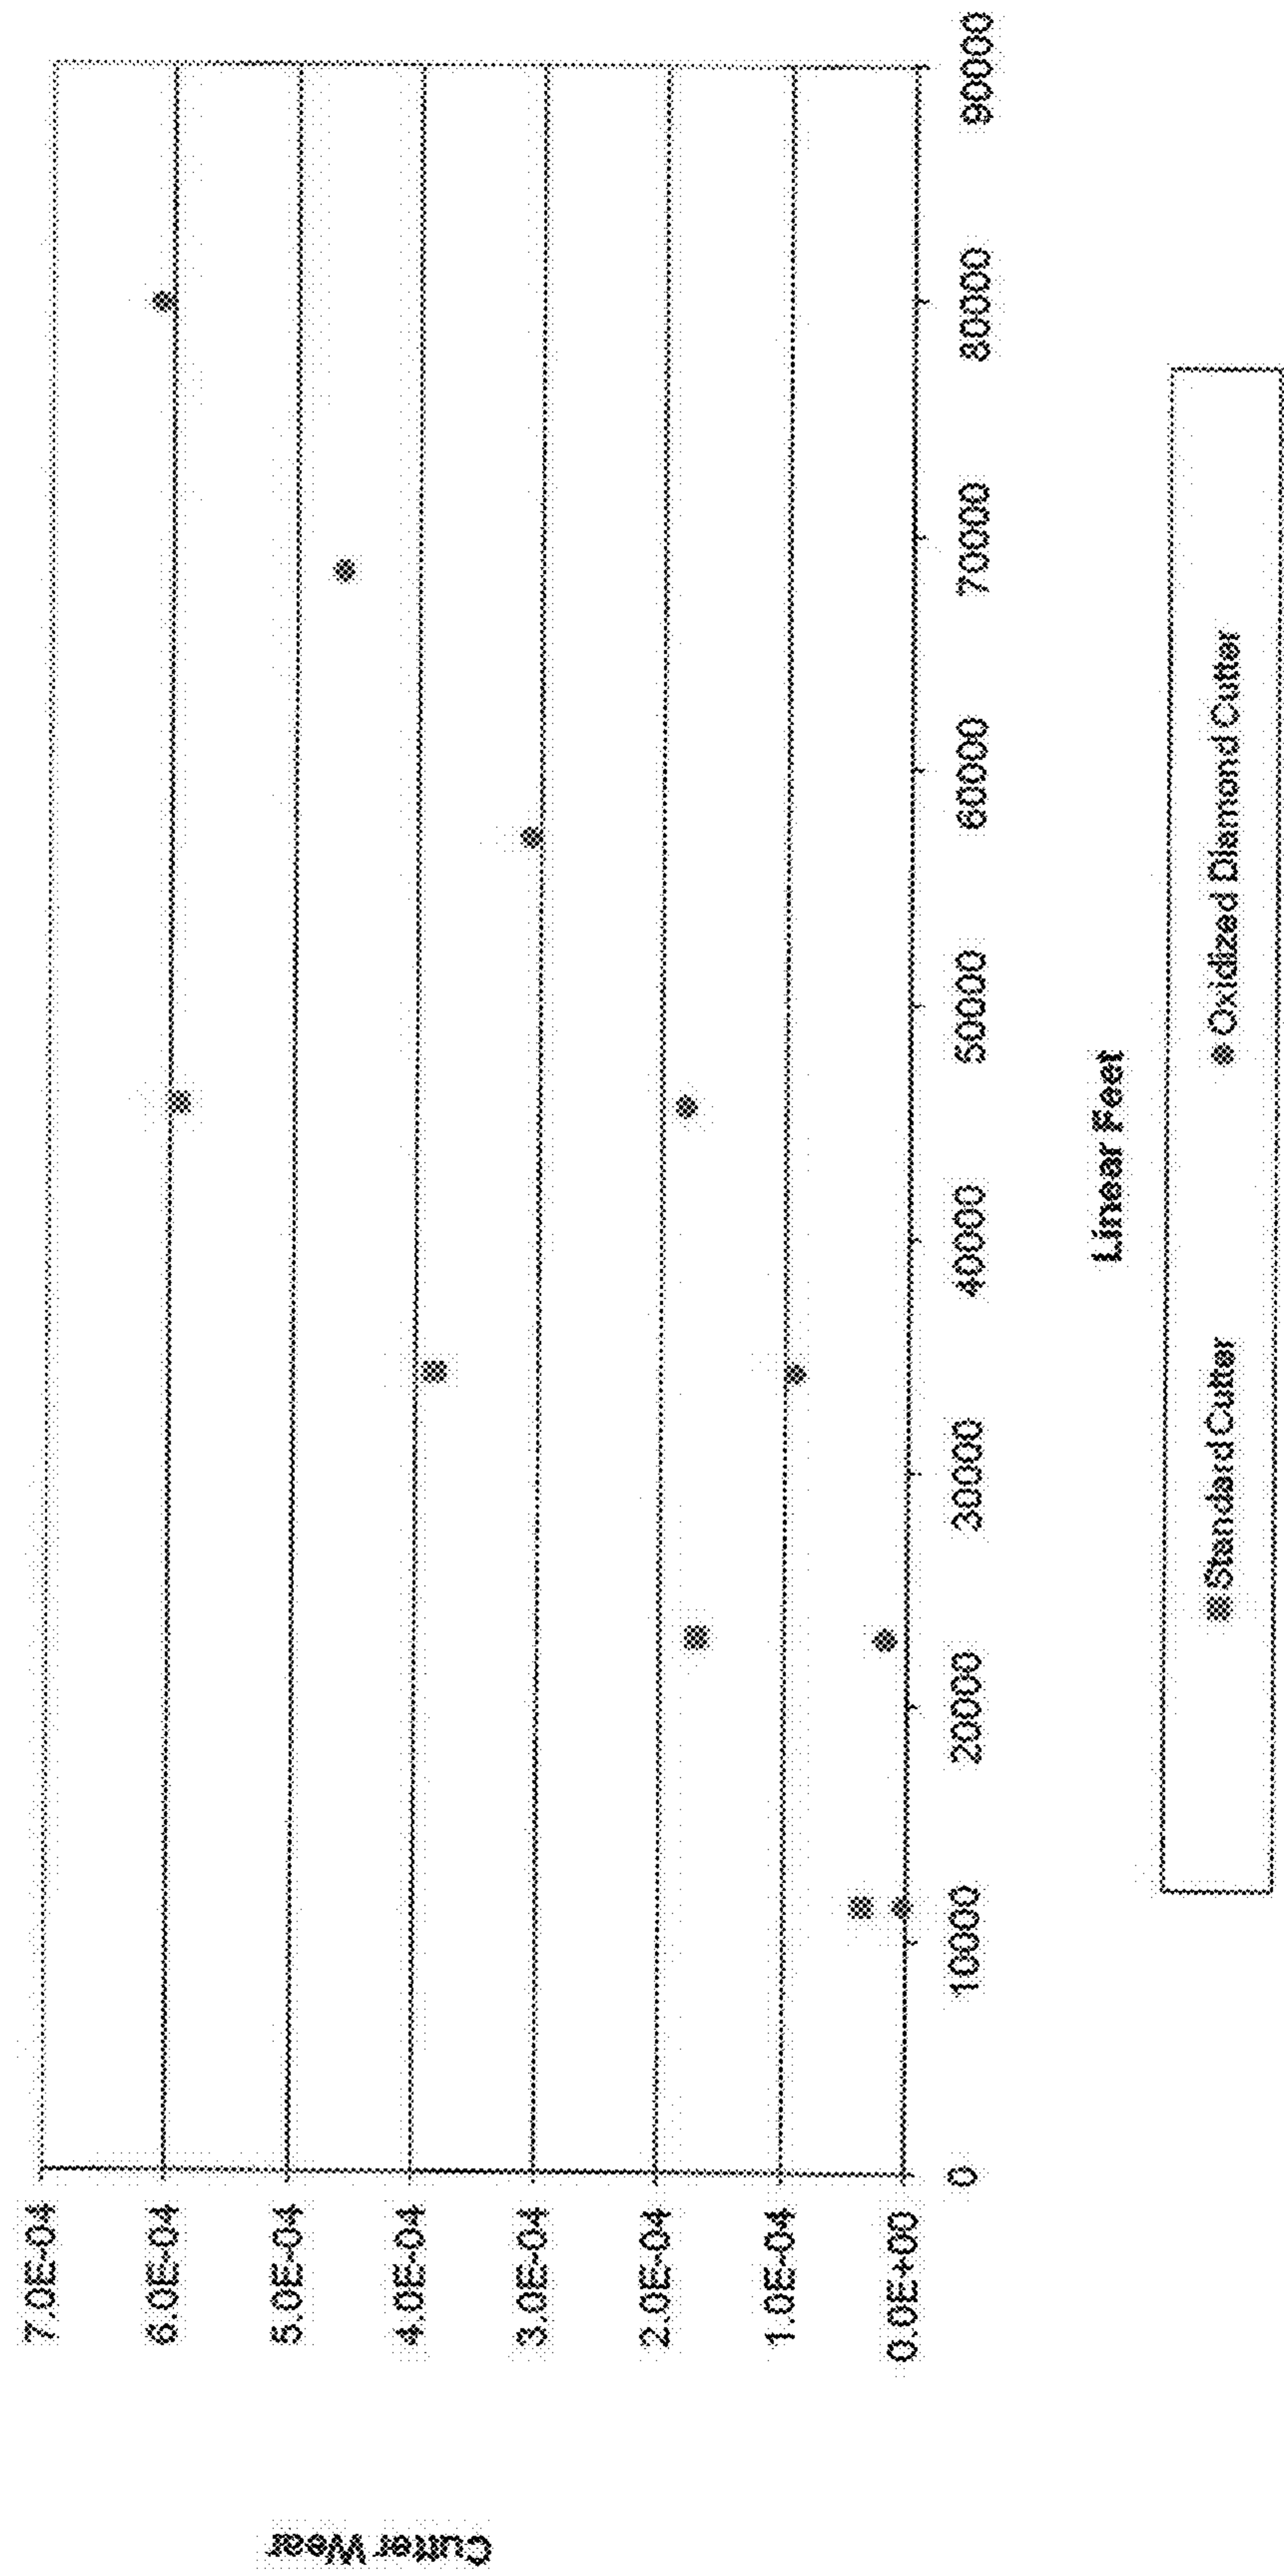 Cutter Wear
7.0E-04
6.0E-04
5.0E-04
4.0E-04
3.0E-04
2.0E-04
1.0E-04
0.0E+00
0 10000 20000 30000 40000 50000 60000 70000 80000 90000
Linear Feet
Standard Cutter Oxidized Diamond Cutter